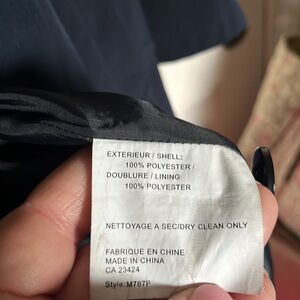 EXTERIEUR / SHELL:
100% POLYESTER /
DOUBLURE / LINING
100% POLYESTER
NETTOYAGE A SEC/DRY CLEAN ONLY
FABRIQUE EN CHINE
MADE IN CHINA
CA 23424
Style:M787P